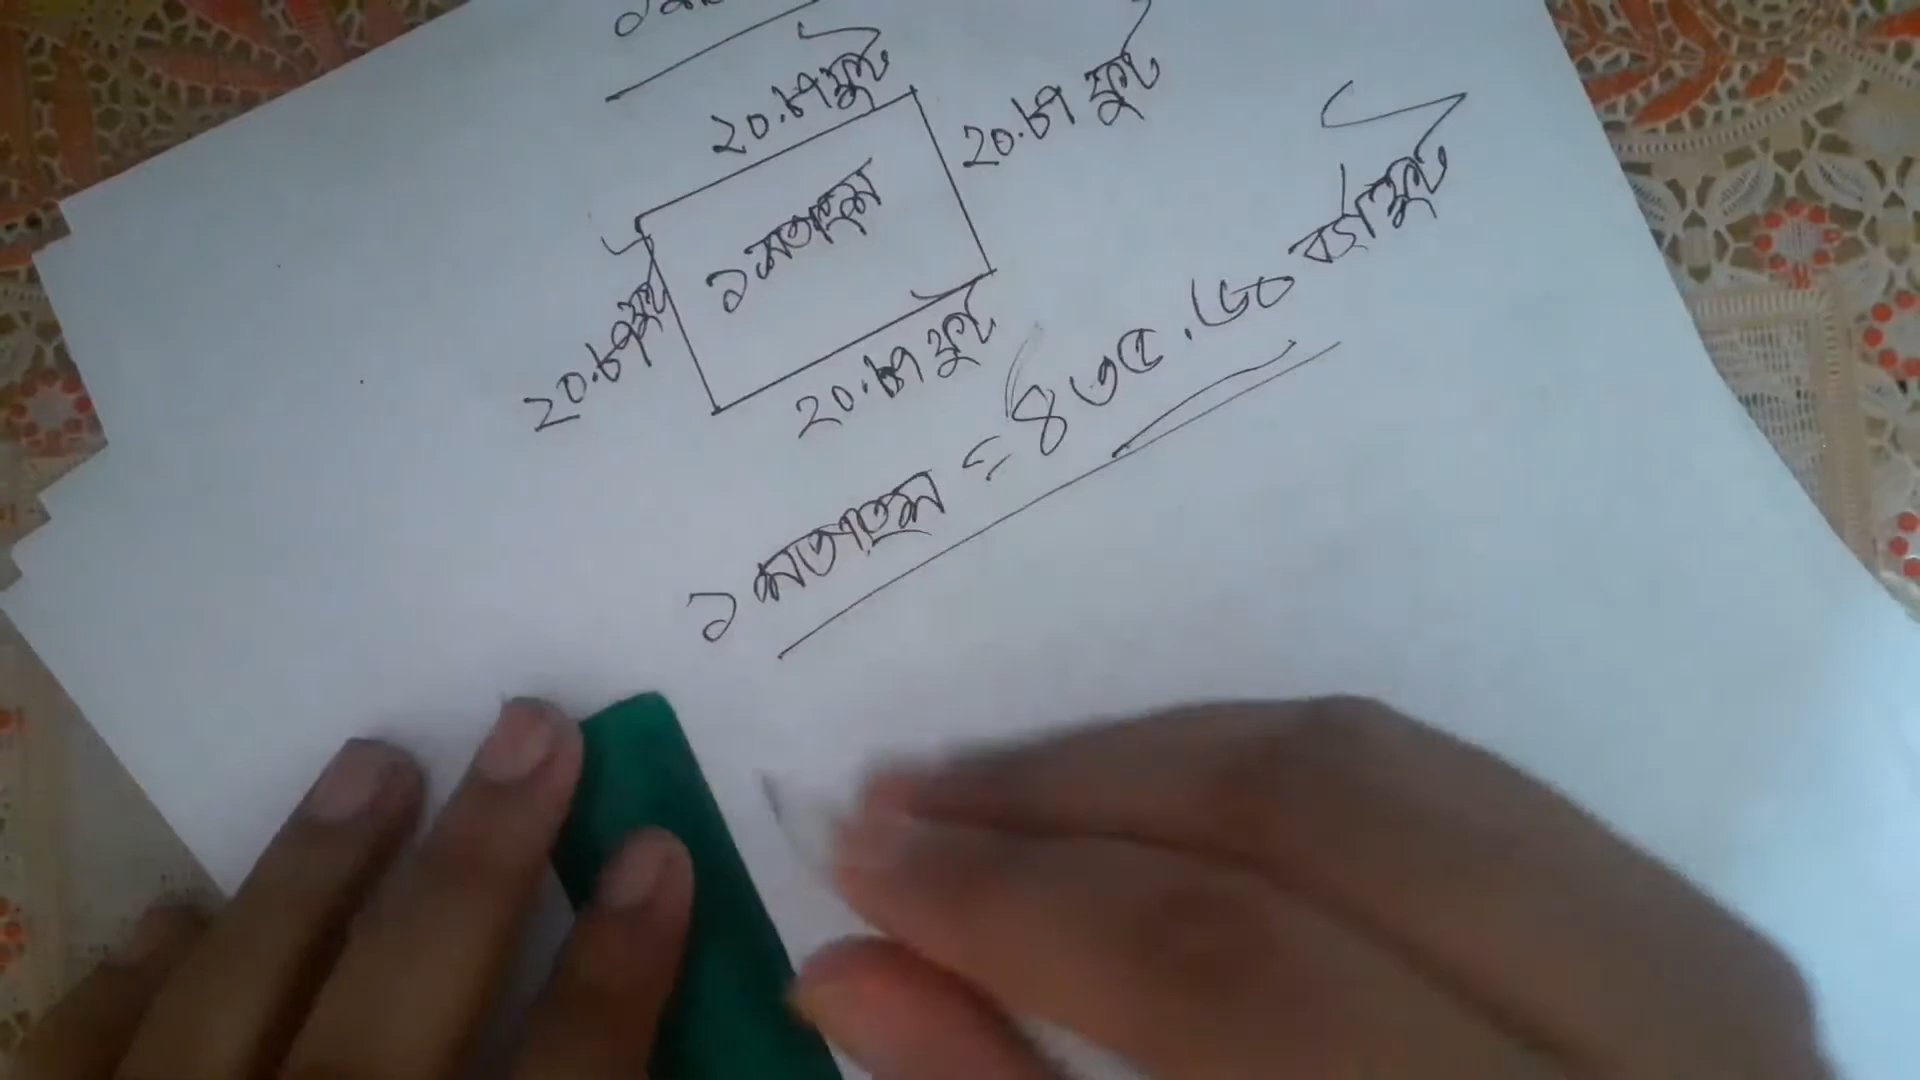 ২০.৮৭ ফুট
২০.৮৭ ফুট
১ শতাংশ
২০.৮৭ ফুট
২০.৮৭ ফুট
১ শতাংশ = ৪৩৫.৬০ বর্গফুট